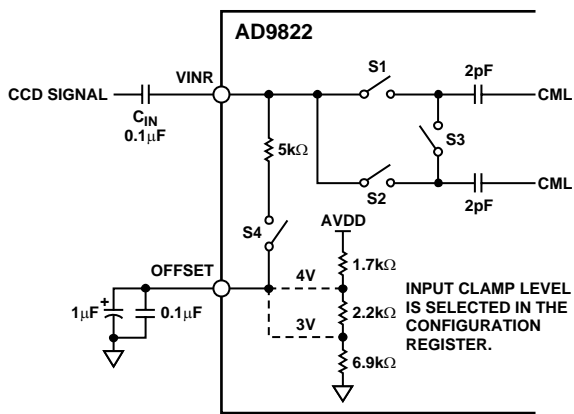 AD9822
S1
2pF
VINR
CCD SIGNAL
CML
CIN
0.1μF
S3
5kΩ
S2
CML
2pF
S4
AVDD
1.7kΩ
OFFSET
4V
INPUT CLAMP LEVEL
IS SELECTED IN THE
CONFIGURATION
REGISTER.
1μF
+
0.1μF
2.2kΩ
3V
6.9kΩ